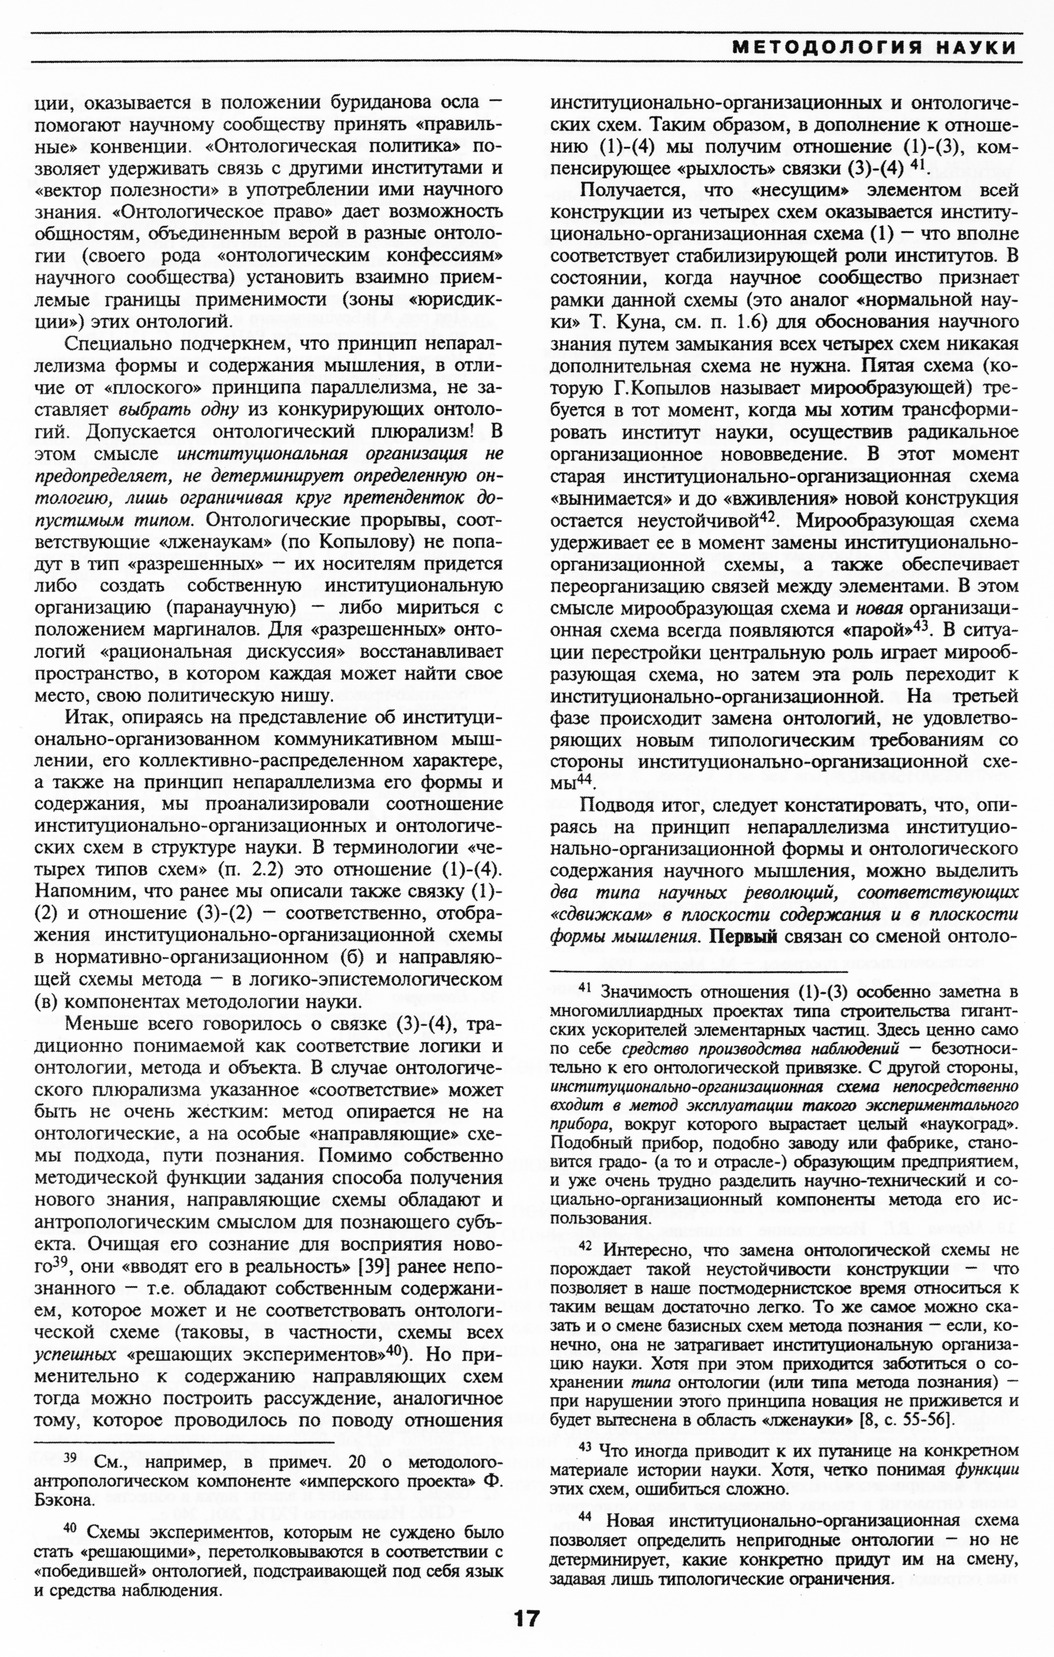 МЕТОДОЛОГИЯ НАУКИ
ции, оказывается в положении буриданова осла —
помогают научному сообществу принять «правиль-
ные» конвенции. «Онтологическая политика» по-
зволяет удерживать связь с другими институтами и
«вектор полезности» в употреблении ими научного
знания. «Онтологическое право» дает возможность
общностям, объединенным верой в разные онтоло-
гии (своего рода «онтологическим конфессиям»
научного сообщества) установить взаимно прием-
лемые границы применимости (зоны «юрисдик-
ции») этих онтологий.
Специально подчеркнем, что принцип непарал-
лелизма формы и содержания мышления, в отли-
чие от «плоского» принципа параллелизма, не за-
ставляет выбрать одну из конкурирующих онтоло-
гий. Допускается онтологический плюрализм! В
этом смысле институциональная организация не
предопределяет, не детерминирует определенную он-
тологию, лишь ограничивая круг претенденток до-
пустимым типом. Онтологические прорывы, соот-
ветствующие «лженаукам» (по Копылову) не попа-
дут в тип «разрешенных» — их носителям придется
либо создать собственную институциональную
организацию (паранаучную) — либо мириться с
положением маргиналов. Для «разрешенных» онто-
логий «рациональная дискуссия» восстанавливает
пространство, в котором каждая может найти свое
место, свою политическую нишу.
Итак, опираясь на представление об институци-
онально-организованном коммуникативном мыш-
лении, его коллективно-распределенном характере,
а также на принцип непараллелизма его формы и
содержания, мы проанализировали соотношение
институционально-организационных и онтологиче-
ских схем в структуре науки. В терминологии «че-
тырех типов схем» (п. 2.2) это отношение (1)-(4).
Напомним, что ранее мы описали также связку (1)-
(2) и отношение (3)-(2) — соответственно, отобра-
жения институционально-организационной схемы
в нормативно-организационном (б) и направляю-
щей схемы метода — в логико-эпистемологическом
(в) компонентах методологии науки.
Меньше всего говорилось о связке (3)-(4), тра-
диционно понимаемой как соответствие логики и
онтологии, метода и объекта. В случае онтологиче-
ского плюрализма указанное «соответствие» может
быть не очень жестким: метод опирается не на
онтологические, а на особые «направляющие» схе-
мы подхода, пути познания. Помимо собственно
методической функции задания способа получения
нового знания, направляющие схемы обладают и
антропологическим смыслом для познающего субъ-
екта. Очищая его сознание для восприятия ново-
го39, они «вводят его в реальность» [39] ранее непо-
знанного — т.е. обладают собственным содержани-
ем, которое может и не соответствовать онтологи-
ческой схеме (таковы, в частности, схемы всех
успешных «решающих экспериментов»40). Но при-
менительно к содержанию направляющих схем
тогда можно построить рассуждение, аналогичное
тому, которое проводилось по поводу отношения
39 См., например, в примеч. 20 о методолого-
антропологическом компоненте «имперского проекта» Ф.
Бэкона.
40 Схемы экспериментов, которым не суждено было
стать «решающими», перетолковываются в соответствии с
«победившей» онтологией, подстраивающей под себя язык
и средства наблюдения.
институционально-организационных и онтологиче-
ских схем. Таким образом, в дополнение к отноше-
нию (1)-(4) мы получим отношение (1)-(3), ком-
пенсирующее «рыхлость» связки (3)-(4) 41.
Получается, что «несущим» элементом всей
конструкции из четырех схем оказывается институ-
ционально-организационная схема (1) — что вполне
соответствует стабилизирующей роли институтов. В
состоянии, когда научное сообщество признает
рамки данной схемы (это аналог «нормальной нау-
ки» Т. Куна, см. п. 1.6) для обоснования научного
знания путем замыкания всех четырех схем никакая
дополнительная схема не нужна. Пятая схема (ко-
торую Г.Копылов называет мирообразующей) тре-
буется в тот момент, когда мы хотим трансформи-
ровать институт науки, осуществив радикальное
организационное нововведение. В этот момент
старая институционально-организационная схема
«вынимается» и до «вживления» новой конструкция
остается неустойчивой42. Мирообразующая схема
удерживает ее в момент замены институционально-
организационной схемы, а также обеспечивает
переорганизацию связей между элементами. В этом
смысле мирообразующая схема и новая организаци-
онная схема всегда появляются «парой»43. В ситуа-
ции перестройки центральную роль играет мирооб-
разующая схема, но затем эта роль переходит к
институционально-организационной. На третьей
фазе происходит замена онтологий, не удовлетво-
ряющих новым типологическим требованиям со
стороны институционально-организационной схе-
мы44.
Подводя итог, следует констатировать, что, опи-
раясь на принцип непараллелизма институцио-
нально-организационной формы и онтологического
содержания научного мышления, можно выделить
два типа научных революций, соответствующих
«сдвижкам» в плоскости содержания и в плоскости
формы мышления. Первый связан со сменой онтоло-
41 Значимость отношения (1)-(3) особенно заметна в
многомиллиардных проектах типа строительства гигант-
ских ускорителей элементарных частиц. Здесь ценно само
по себе средство производства наблюдений — безотноси-
тельно к его онтологической привязке. С другой стороны,
институционально-организационная схема непосредственно
входит в метод эксплуатации такого экспериментального
прибора, вокруг которого вырастает целый «наукоград».
Подобный прибор, подобно заводу или фабрике, стано-
вится градо- (а то и отрасле-) образующим предприятием,
и уже очень трудно разделить научно-технический и со-
циально-организационный компоненты метода его ис-
пользования.
42 Интересно, что замена онтологической схемы не
порождает такой неустойчивости конструкции — что
позволяет в наше постмодернистское время относиться к
таким вещам достаточно легко. То же самое можно ска-
зать и о смене базисных схем метода познания — если, ко-
нечно, она не затрагивает институциональную организа-
цию науки. Хотя при этом приходится заботиться о со-
хранении типа онтологии (или типа метода познания) —
при нарушении этого принципа новация не приживется и
будет вытеснена в область «лженауки» [8, с. 55-56].
43 Что иногда приводит к их путанице на конкретном
материале истории науки. Хотя, четко понимая функции
этих схем, ошибиться сложно.
44 Новая институционально-организационная схема
позволяет определить непригодные онтологии — но не
детерминирует, какие конкретно придут им на смену,
задавая лишь типологические ограничения.
17